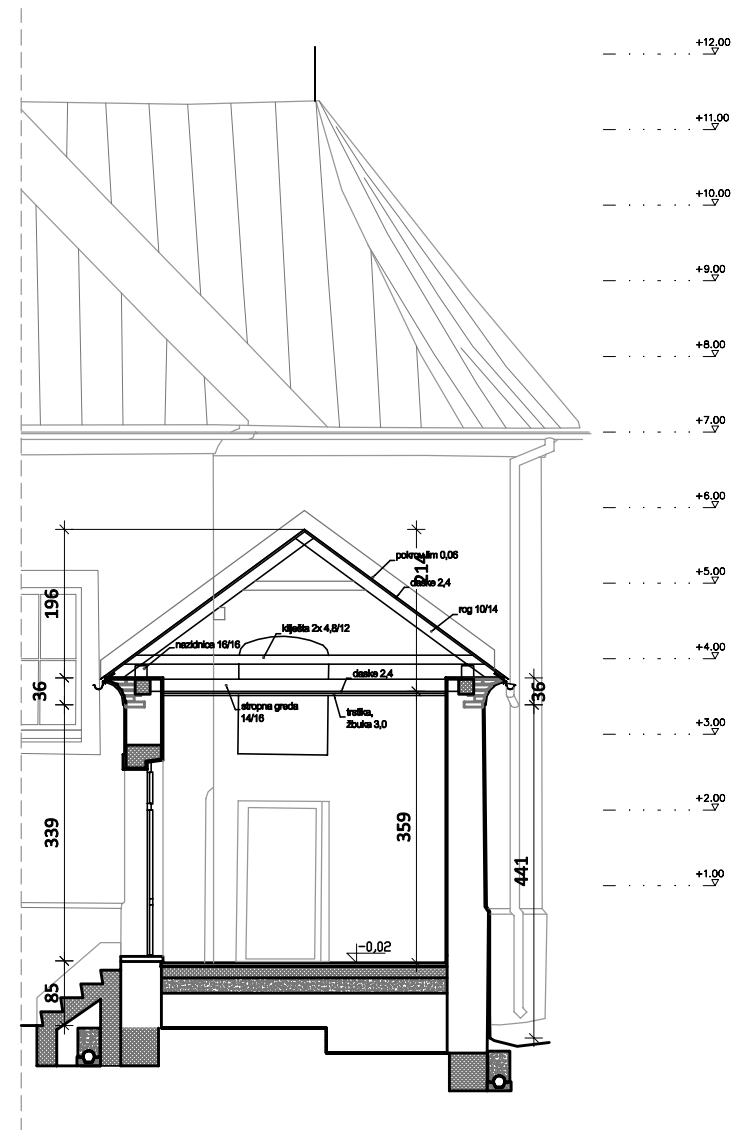 +12.00
+11.00
+10.00
+9.00
+8.00
+7.00
+6.00
+5.00
+4.00
+3.00
+2.00
+1.00
pokrov lim 0,06
214
daske 2,4
rog 10/14
196
kliješta 2x 4,8/12
nazidnica 16/16
daske 2,4
36
36
stropna greda
14/16
trstika,
žbuka 3,0
339
359
441
-0,02
85